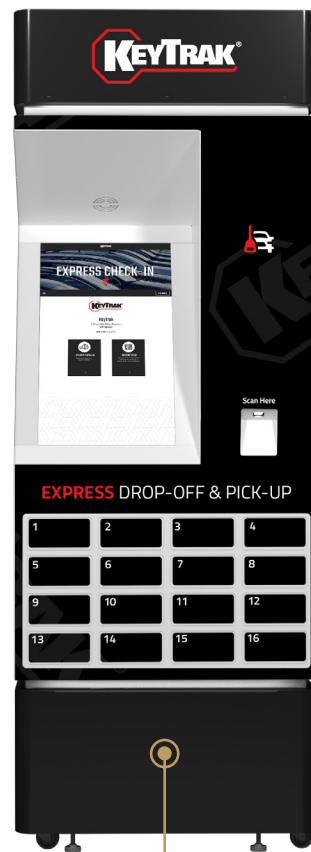 KEYTRAK®
EXPRESS CHECK-IN
KEYTRAK
KeyTrak
Scan Here
EXPRESS DROP-OFF & PICK-UP
1 2 3 4
5 6 7 8
9 10 11 12
13 14 15 16